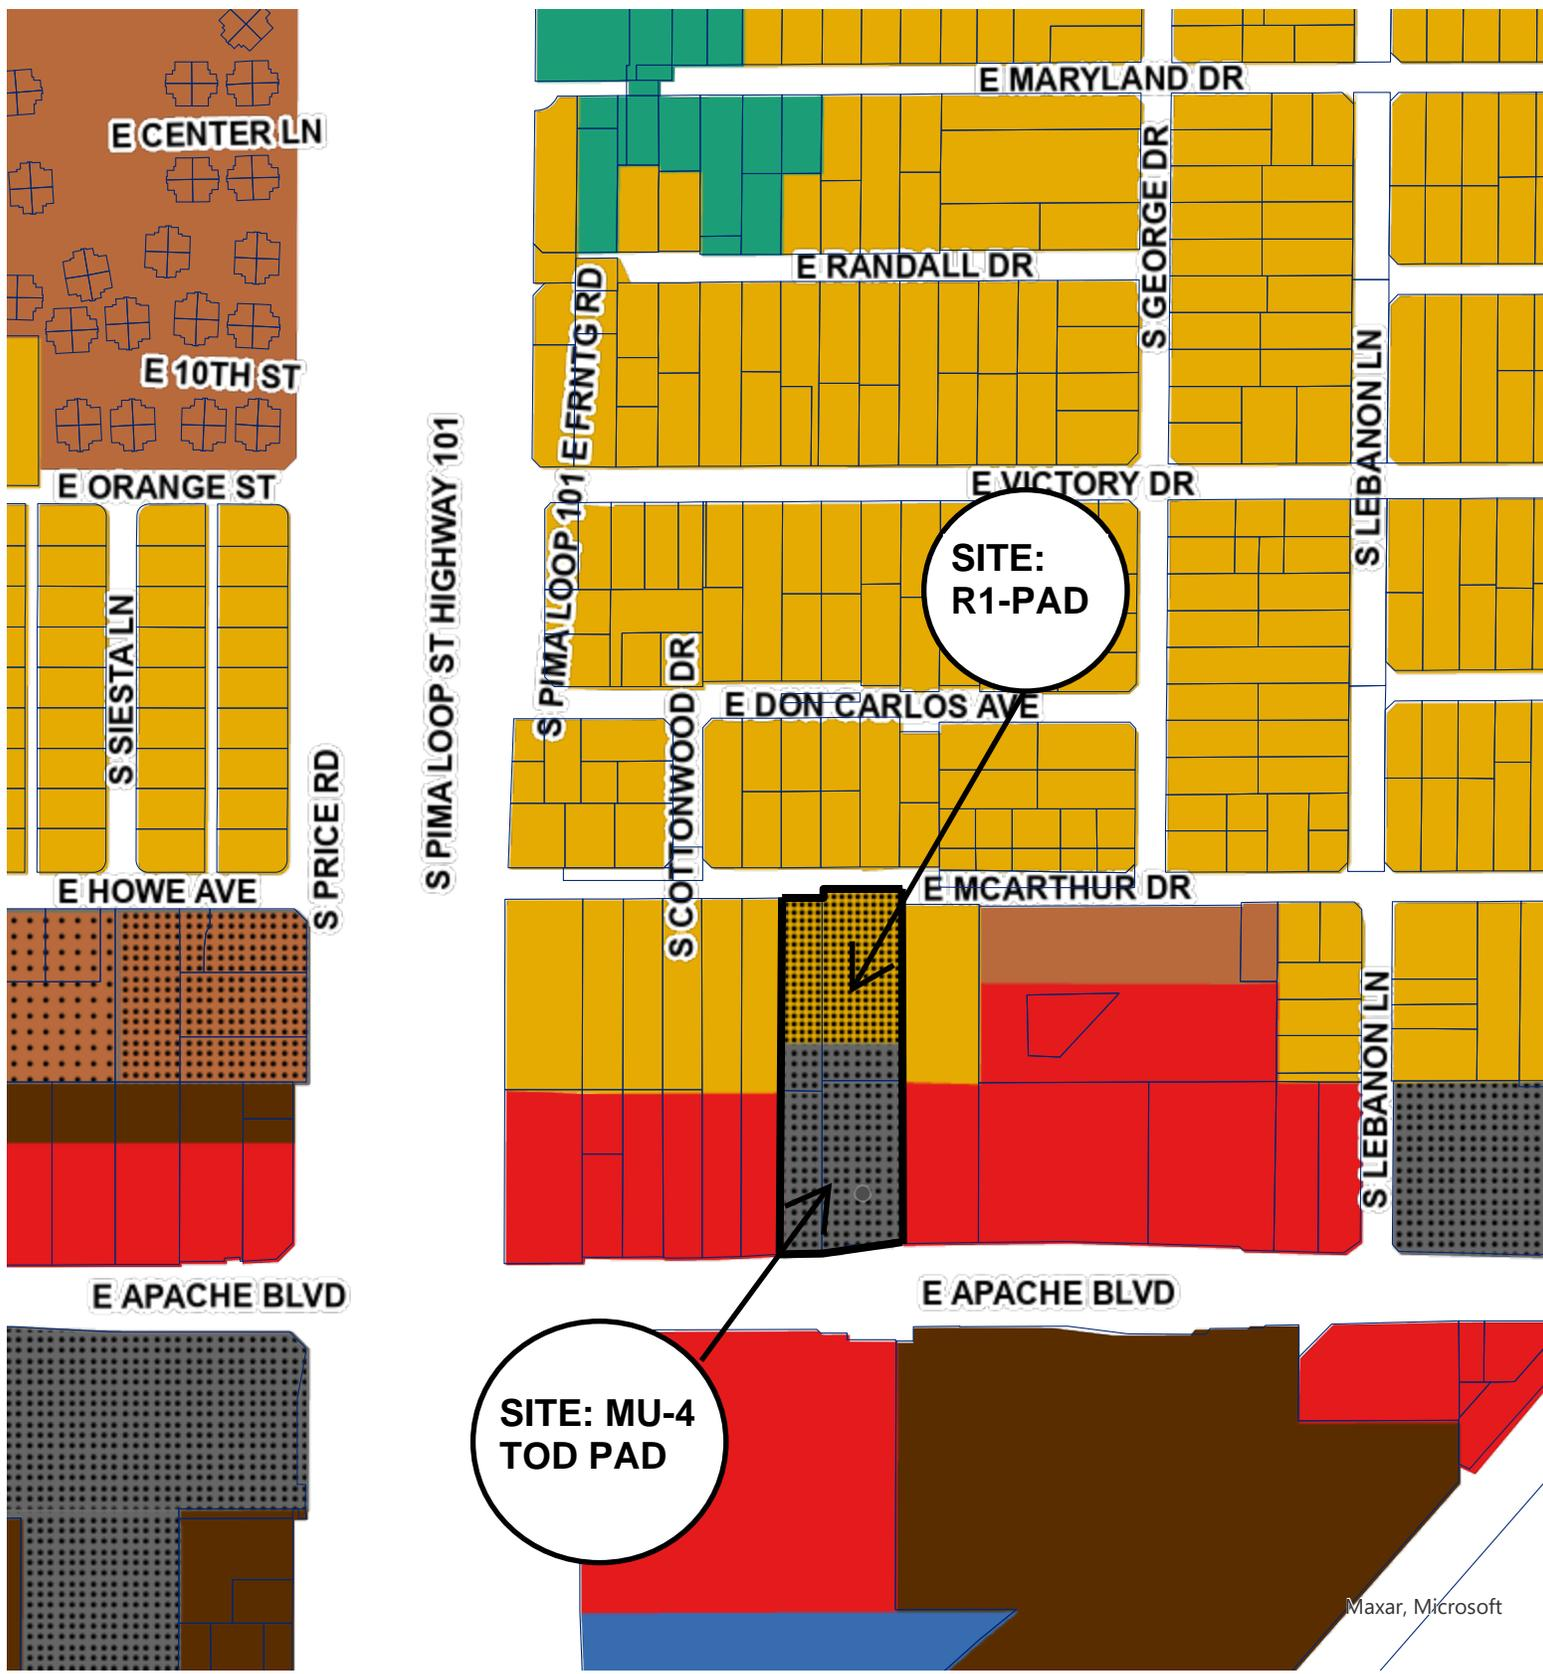 E MARYLAND DR
E CENTER LN
S GEORGE DR
E RANDALL DR
S PIMA LOOP 101 E FRNTG RD
E 10TH ST
S LEBANON LN
S PIMA LOOP ST HIGHWAY 101
E ORANGE ST
E VICTORY DR
SITE:
R1-PAD
S SIESTA LN
S COTTONWOOD DR
E DON CARLOS AVE
S PRICE RD
E HOWE AVE
E MCARTHUR DR
S LEBANON LN
E APACHE BLVD
E APACHE BLVD
SITE: MU-4
TOD PAD
Maxar, Microsoft